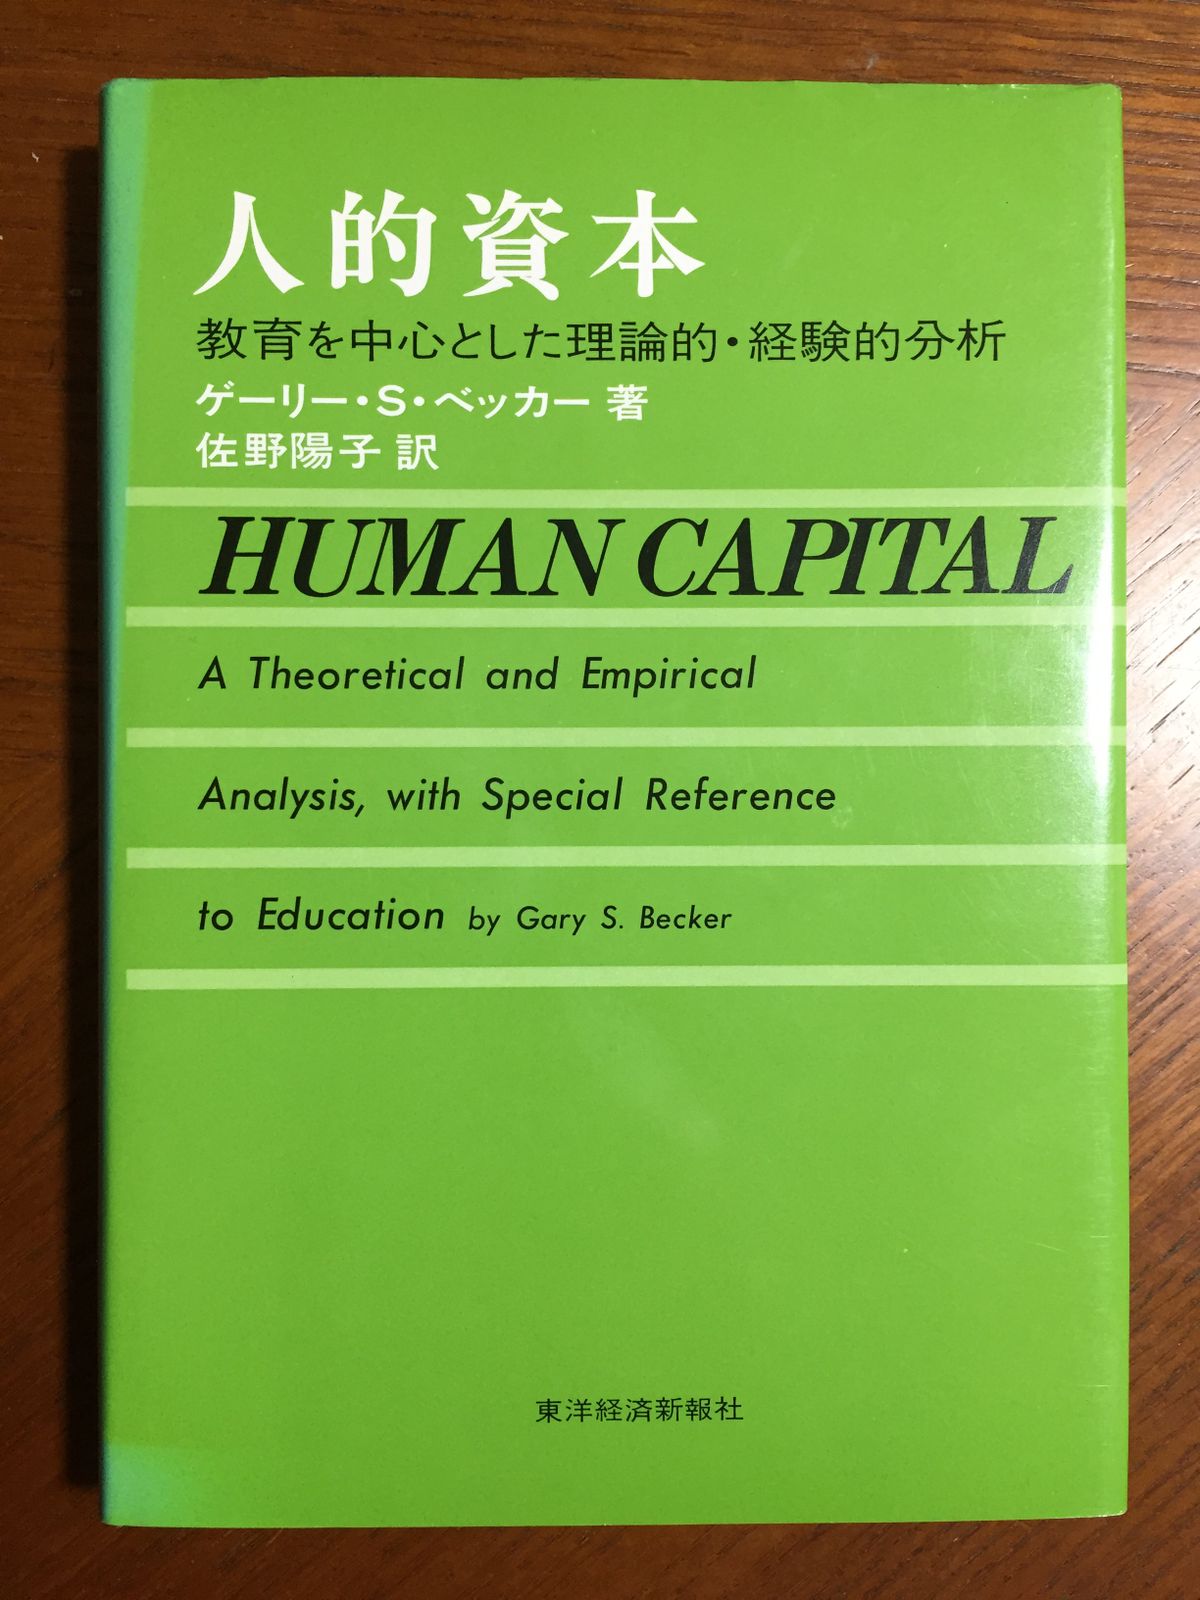 人的資本
教育を中心とした理論的・経験的分析
ゲーリー・S・ベッカー 著
佐野陽子 訳
HUMAN CAPITAL
A Theoretical and Empirical
Analysis, with Special Reference
to Education by Gary S. Becker
東洋経済新報社